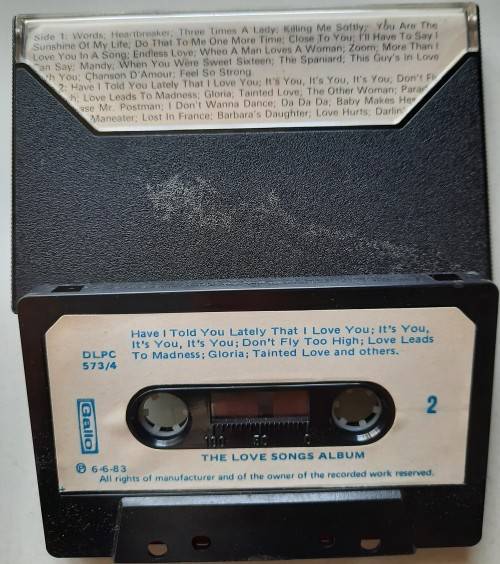 Side 1: Words; Heartbreaker; Three Times A Lady; Killing Me Softly; You Are The
Sunshine Of My Life; Do That To Me One More Time; Close To You; I'll Have To Say I
Love You In A Song; Endless Love; When A Man Loves A Woman; Zoom; More Than I
Can Say; Mandy; When You Were Sweet Sixteen; The Spaniard; This Guy's In Love
With You; Chanson D'Amour; Feel So Strong.
2: Have I Told You Lately That I Love You; It's You, It's You, It's You; Don't
Love Leads To Madness; Gloria; Tainted Love; The Other Woman;
Mr. Postman; I Don't Wanna Dance; Da Da Da; Baby Makes
Maneater; Lost In France; Barbara's Daughter; Love Hurts; Darlin'
Have I Told You Lately That I Love You; It's You,
It's You, It's You; Don't Fly Too High; Love Leads
To Madness; Gloria; Tainted Love and others.
DLPC
573/4
Gallo
2
100 50 0
THE LOVE SONGS ALBUM
℗ 6-6-83
All rights of manufacturer and of the owner of the recorded work reserved.